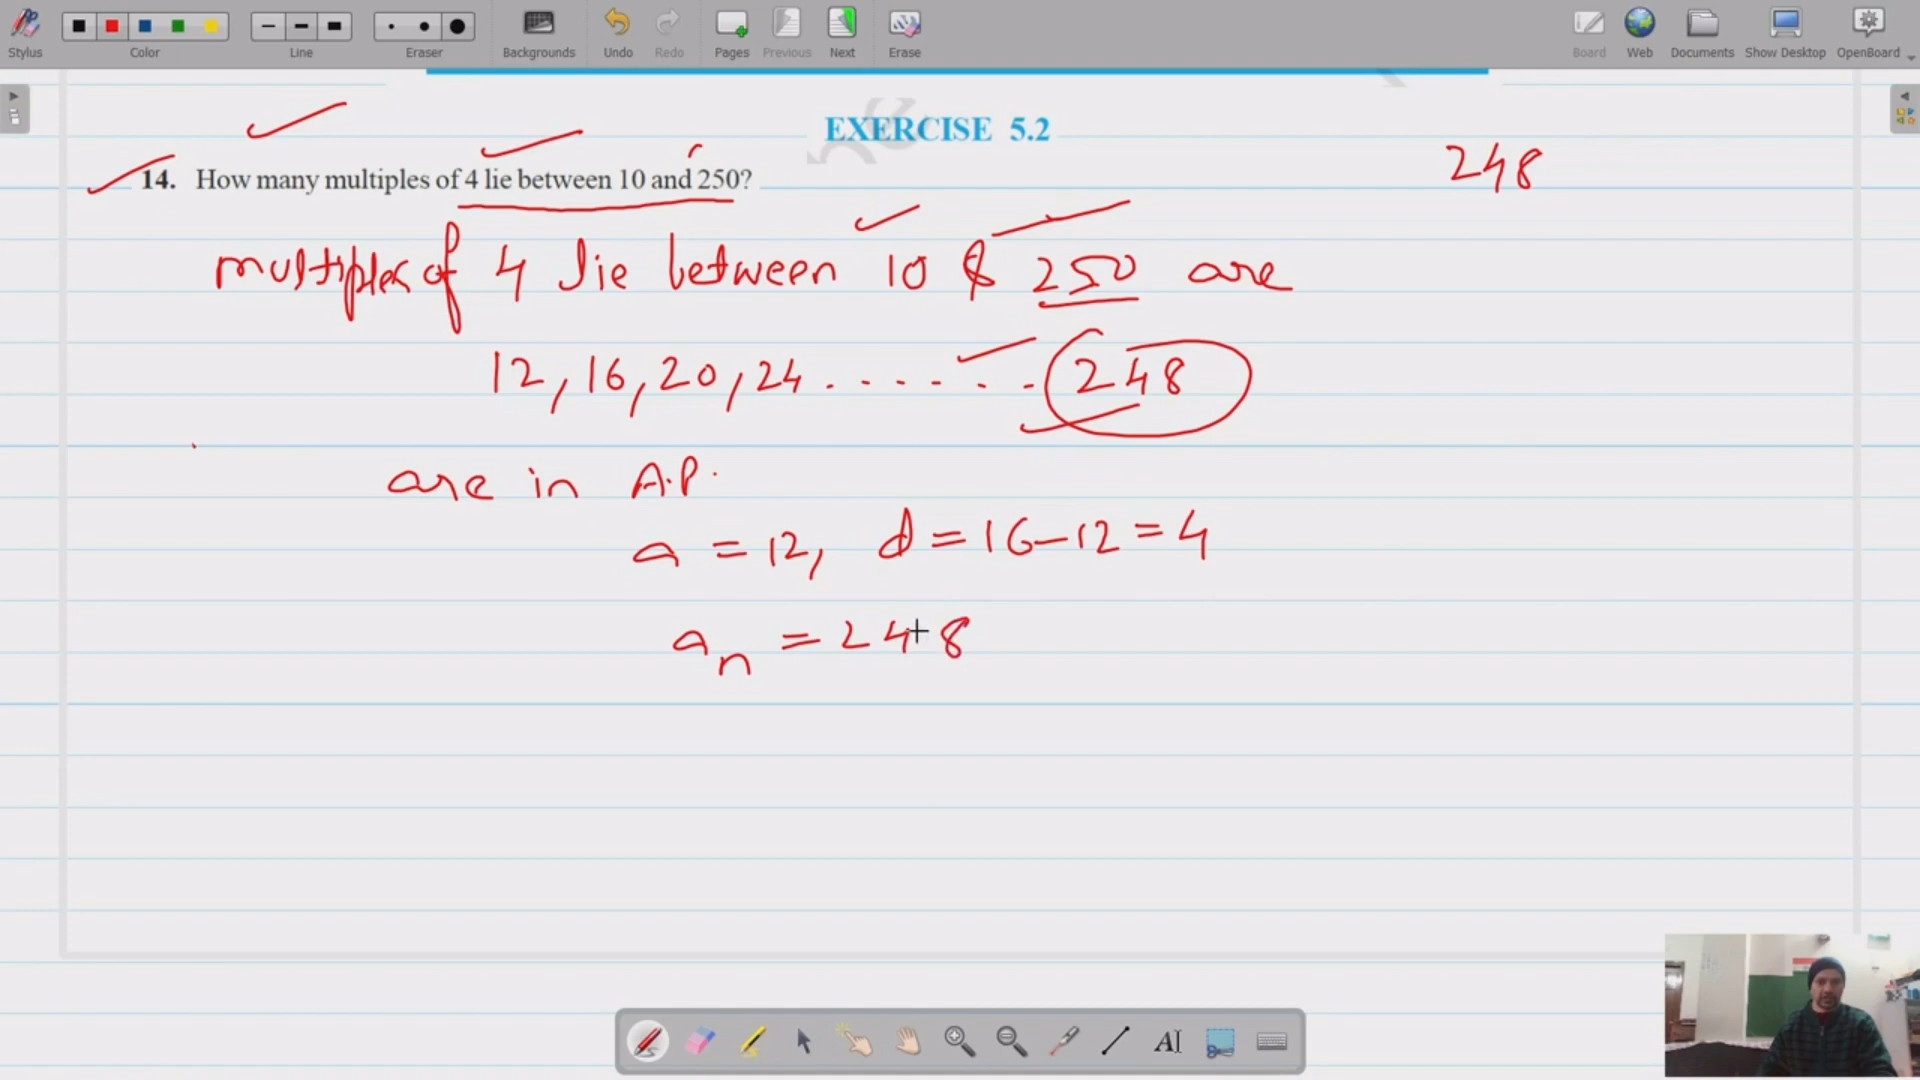 Stylus Color Line Eraser Backgrounds Undo Redo Pages Previous Next Erase Board Web Documents Show Desktop OpenBoard
EXERCISE 5.2
248
14. How many multiples of 4 lie between 10 and 250?
multiples of 4 lie between 10 & 250 are
12, 16, 20, 24 ........ 248
are in A.P.
a = 12, d = 16-12 = 4
an = 248